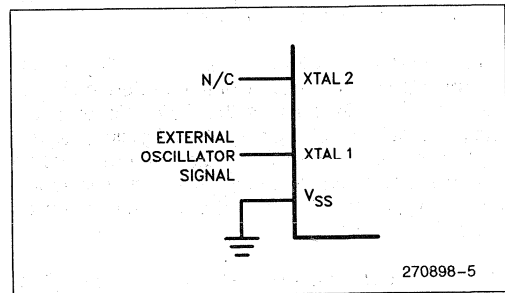 N/C
XTAL 2
EXTERNAL
OSCILLATOR
SIGNAL
XTAL 1
VSS
270898-5